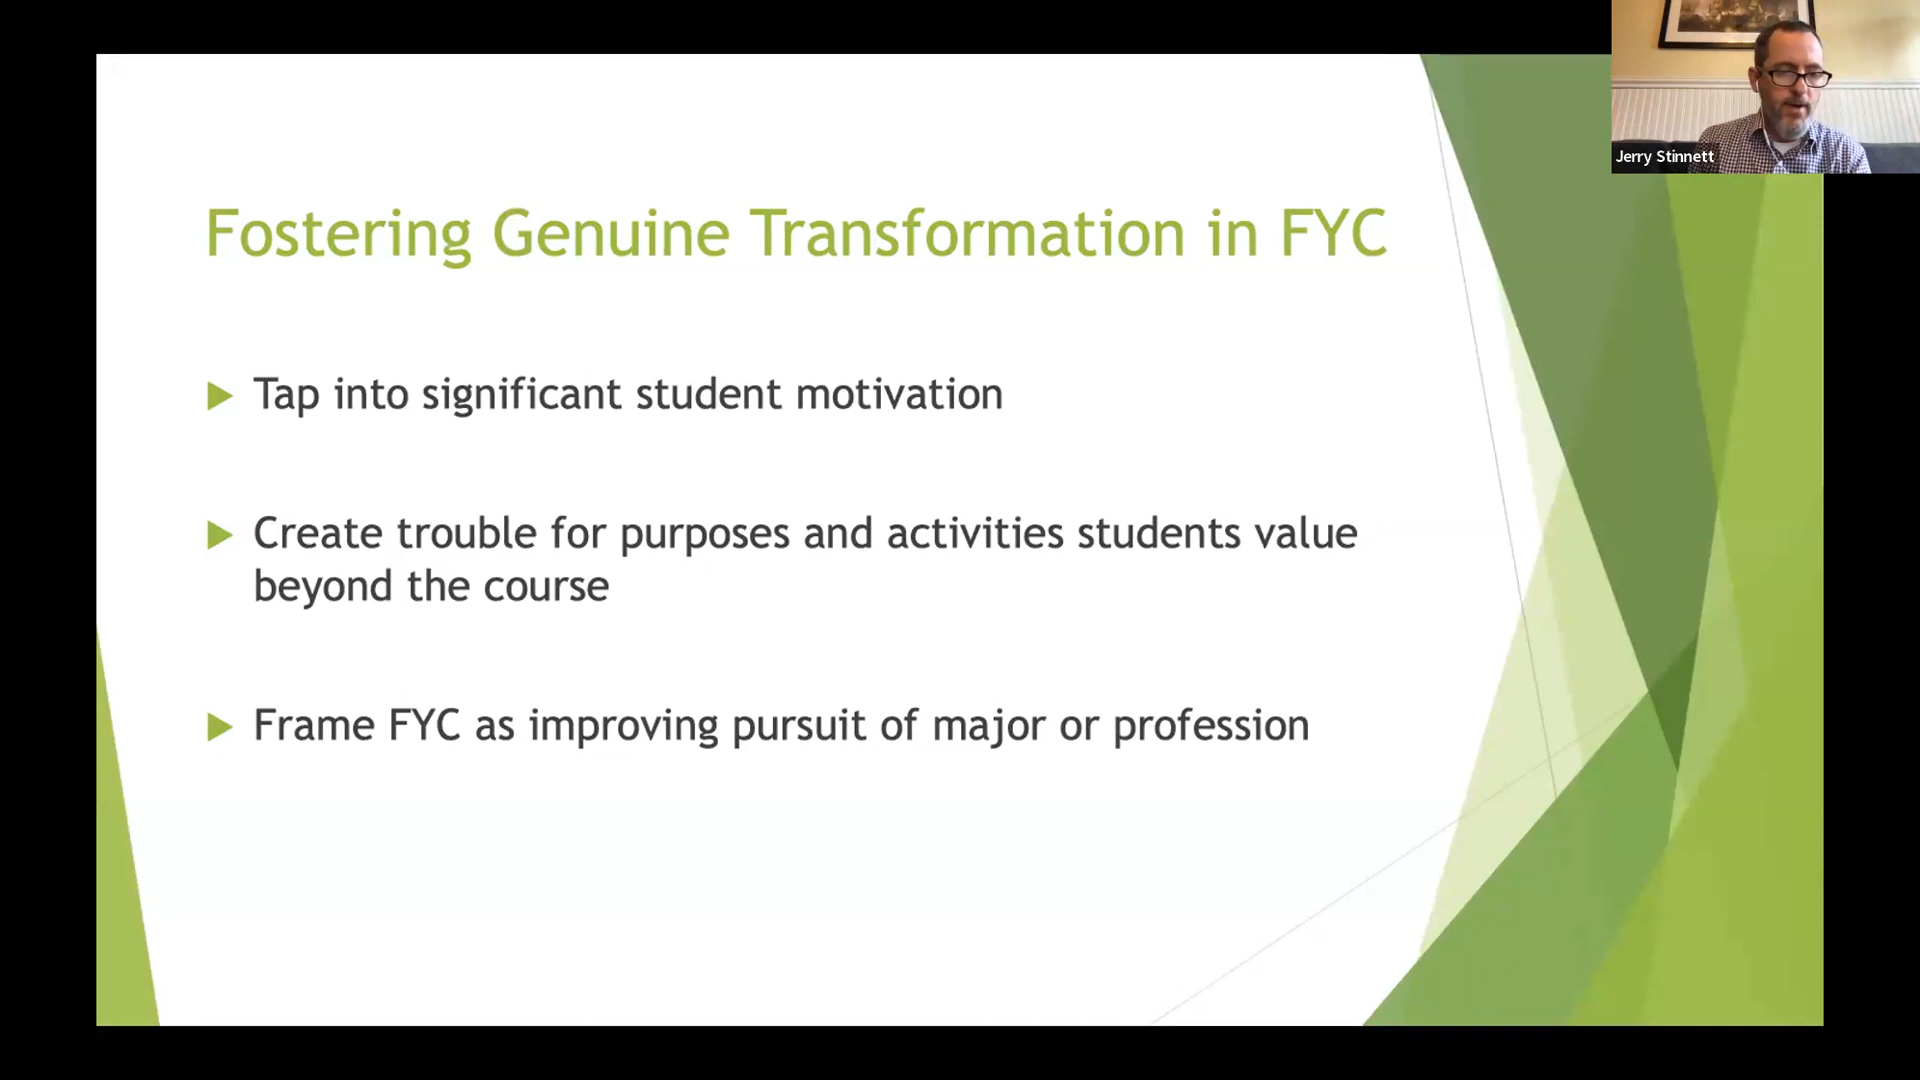 Jerry Stinnett
Fostering Genuine Transformation in FYC
Tap into significant student motivation
Create trouble for purposes and activities students value
beyond the course
Frame FYC as improving pursuit of major or profession